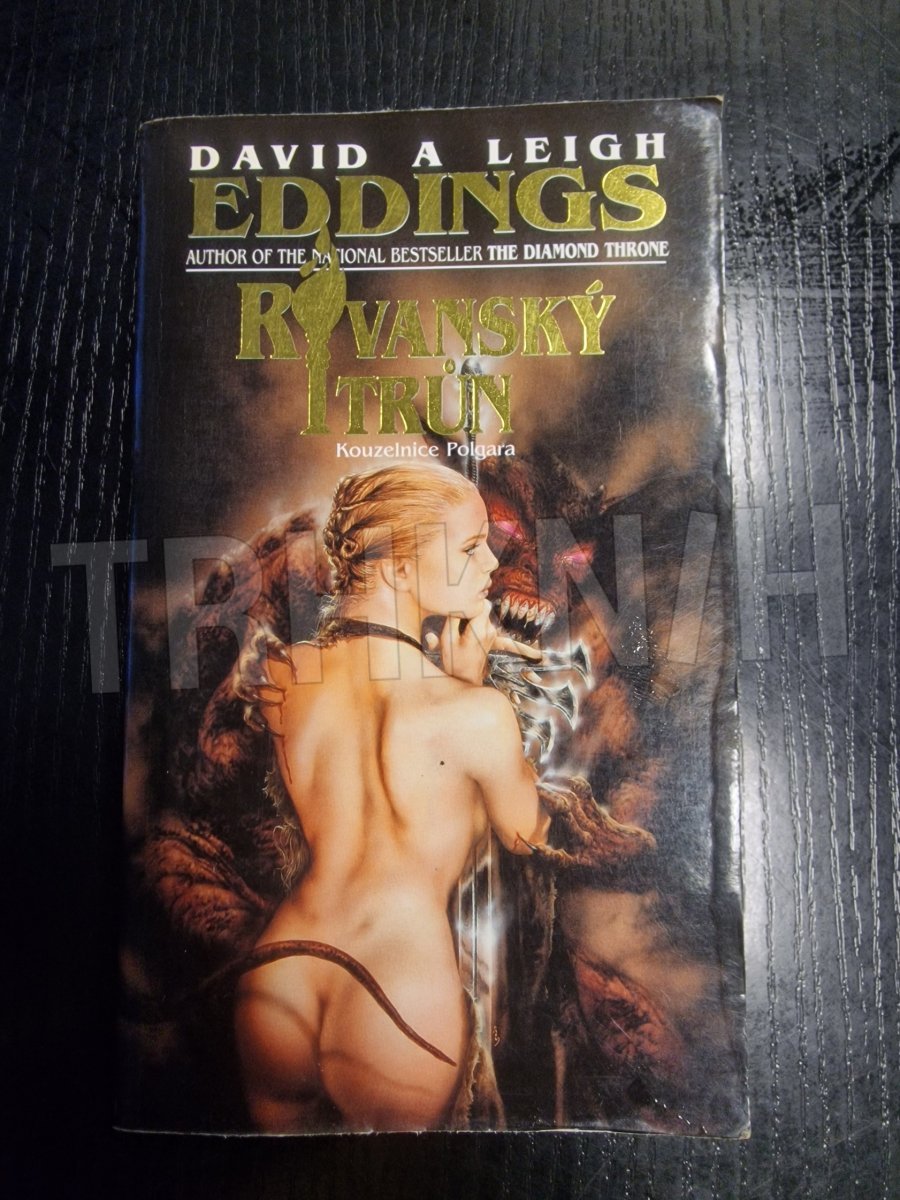 DAVID A LEIGH
EDDINGS
AUTHOR OF THE NATIONAL BESTSELLER THE DIAMOND THRONE
RIVANSKÝ
TRŮN
Kouzelnice Polgara